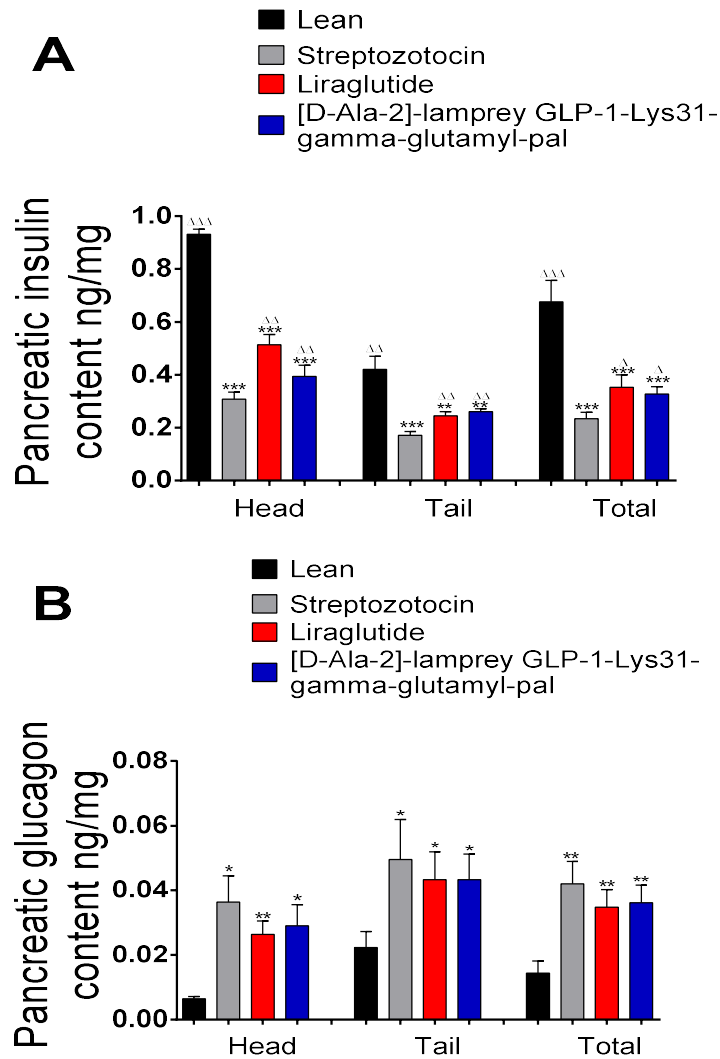 A
Lean
Streptozotocin
Liraglutide
[D-Ala-2]-lamprey GLP-1-Lys31-
gamma-glutamyl-pal
Pancreatic insulin
content ng/mg
1.0
0.8
0.6
0.4
0.2
0.0
***
***
***
***
**
**
***
***
***
Head
Tail
Total
B
Lean
Streptozotocin
Liraglutide
[D-Ala-2]-lamprey GLP-1-Lys31-
gamma-glutamyl-pal
Pancreatic glucagon
content ng/mg
0.08
0.06
0.04
0.02
0.00
*
**
*
*
*
*
**
**
**
Head
Tail
Total